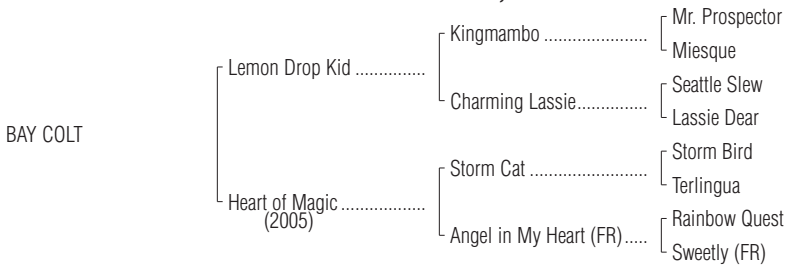 Mr. Prospector
Kingmambo ......................
Miesque
Lemon Drop Kid ...............
Seattle Slew
Charming Lassie...............
Lassie Dear
BAY COLT
Storm Bird
Storm Cat .........................
Terlingua
Heart of Magic ..................
(2005)
Rainbow Quest
Angel in My Heart (FR).....
Sweetly (FR)